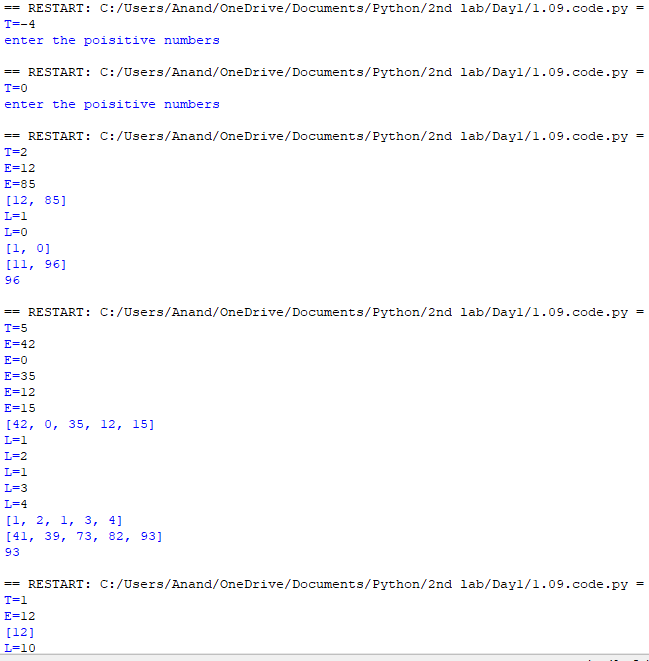 == RESTART: C:/Users/Anand/OneDrive/Documents/Python/2nd lab/Day1/1.09.code.py =
T=-4
enter the poisitive numbers
== RESTART: C:/Users/Anand/OneDrive/Documents/Python/2nd lab/Day1/1.09.code.py =
T=0
enter the poisitive numbers
== RESTART: C:/Users/Anand/OneDrive/Documents/Python/2nd lab/Day1/1.09.code.py =
T=2
E=12
E=85
[12, 85]
L=1
L=0
[1, 0]
[11, 96]
96
== RESTART: C:/Users/Anand/OneDrive/Documents/Python/2nd lab/Day1/1.09.code.py =
T=5
E=42
E=0
E=35
E=12
E=15
[42, 0, 35, 12, 15]
L=1
L=2
L=1
L=3
L=4
[1, 2, 1, 3, 4]
[41, 39, 73, 82, 93]
93
== RESTART: C:/Users/Anand/OneDrive/Documents/Python/2nd lab/Day1/1.09.code.py =
T=1
E=12
[12]
L=10